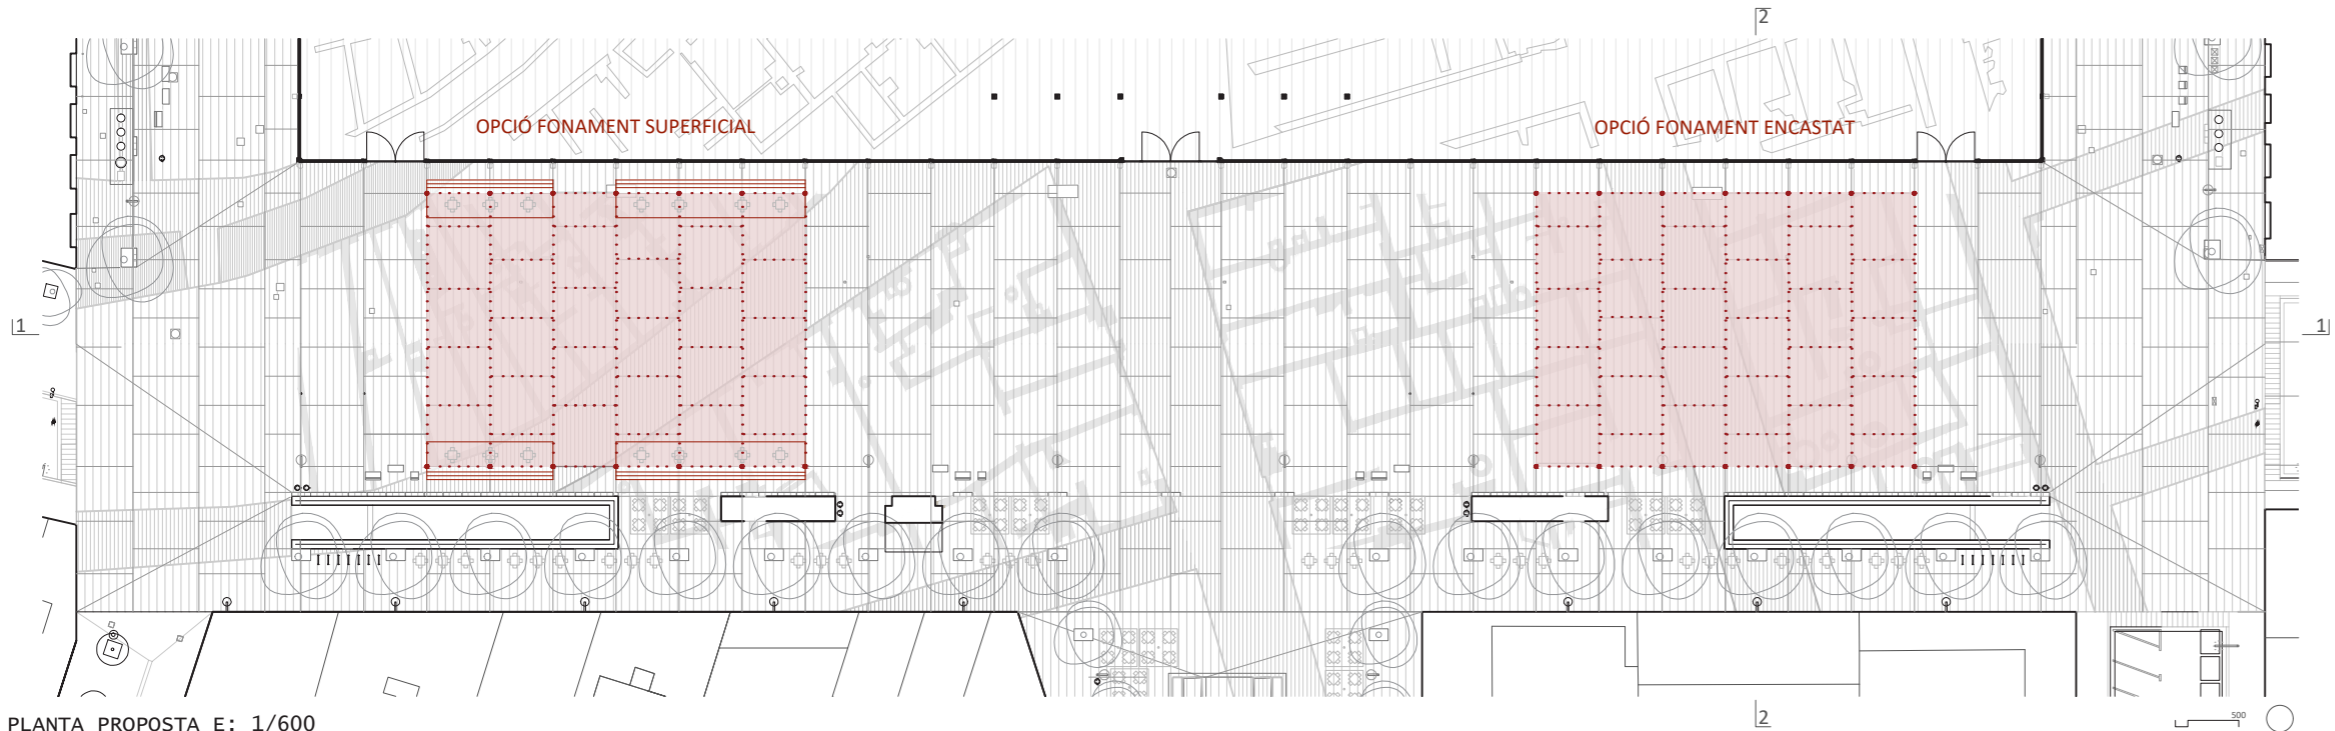 2
OPCIÓ FONAMENT SUPERFICIAL
OPCIÓ FONAMENT ENCASTAT
1
1
2
500
PLANTA PROPOSTA E: 1/600